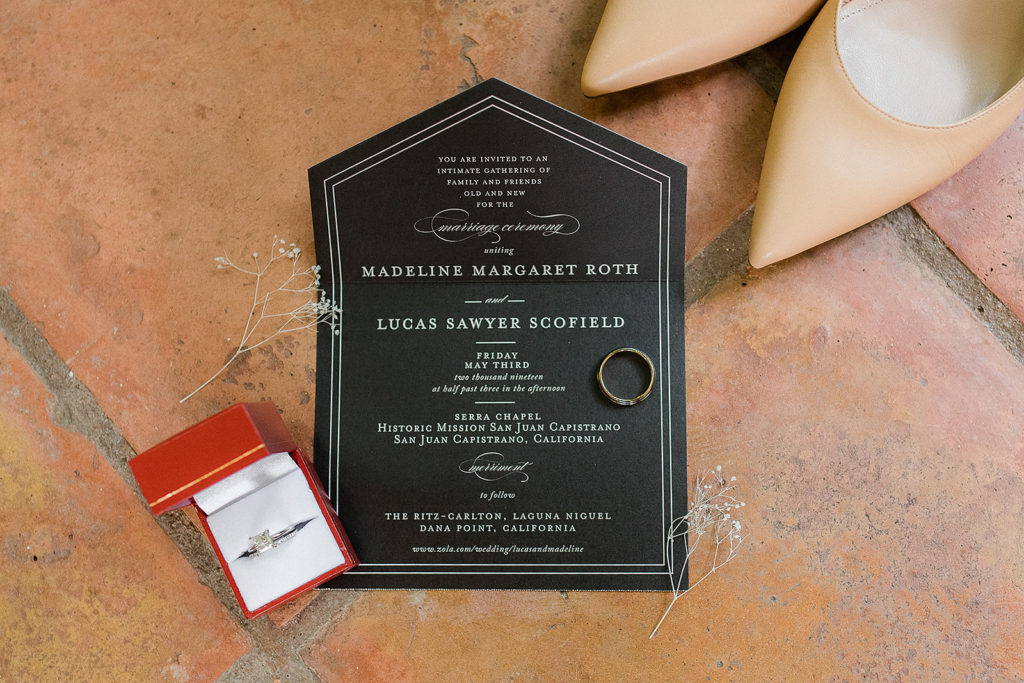 YOU ARE INVITED TO AN
INTIMATE GATHERING OF
FAMILY AND FRIENDS
OLD AND NEW
FOR THE
marriage ceremony
uniting
MADELINE MARGARET ROTH
— and —
LUCAS SAWYER SCOFIELD
FRIDAY
MAY THIRD
two thousand nineteen
at half past three in the afternoon
SERRA CHAPEL
HISTORIC MISSION SAN JUAN CAPISTRANO
SAN JUAN CAPISTRANO, CALIFORNIA
merriment
to follow
THE RITZ-CARLTON, LAGUNA NIGUEL
DANA POINT, CALIFORNIA
www.zola.com/wedding/lucasandmadeline